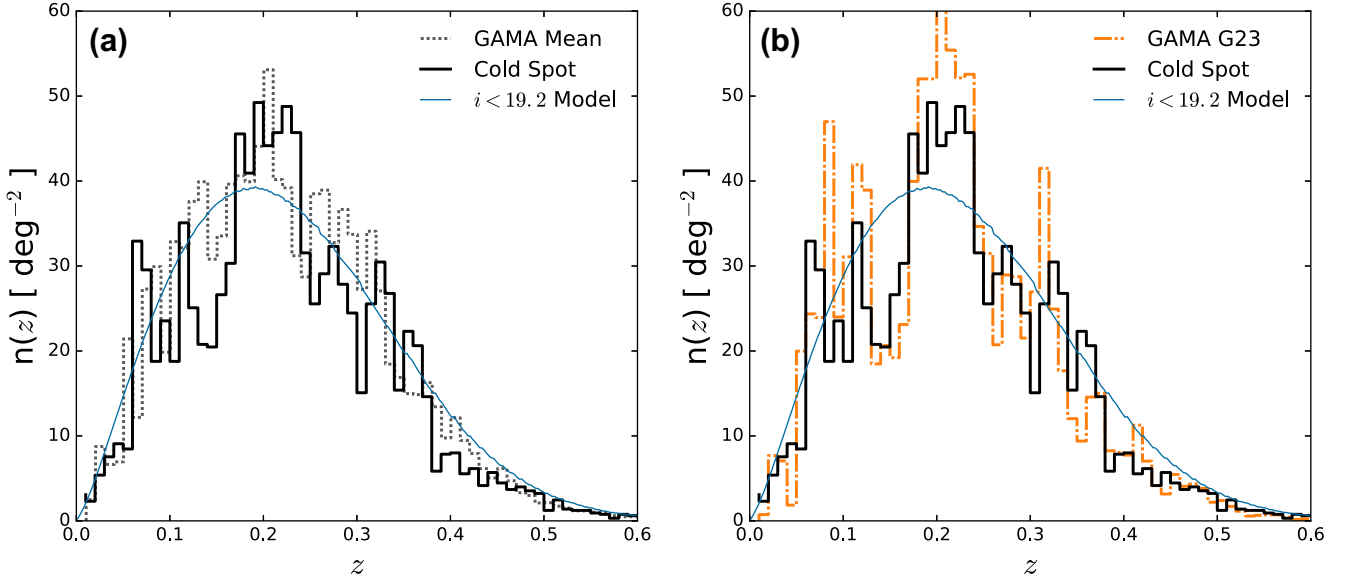 (a)
GAMA Mean
Cold Spot
i < 19.2 Model
n(z) [ deg⁻² ]
60
50
40
30
20
10
0
0.0 0.1 0.2 0.3 0.4 0.5 0.6
z
(b)
GAMA G23
Cold Spot
i < 19.2 Model
n(z) [ deg⁻² ]
60
50
40
30
20
10
0
0.0 0.1 0.2 0.3 0.4 0.5 0.6
z